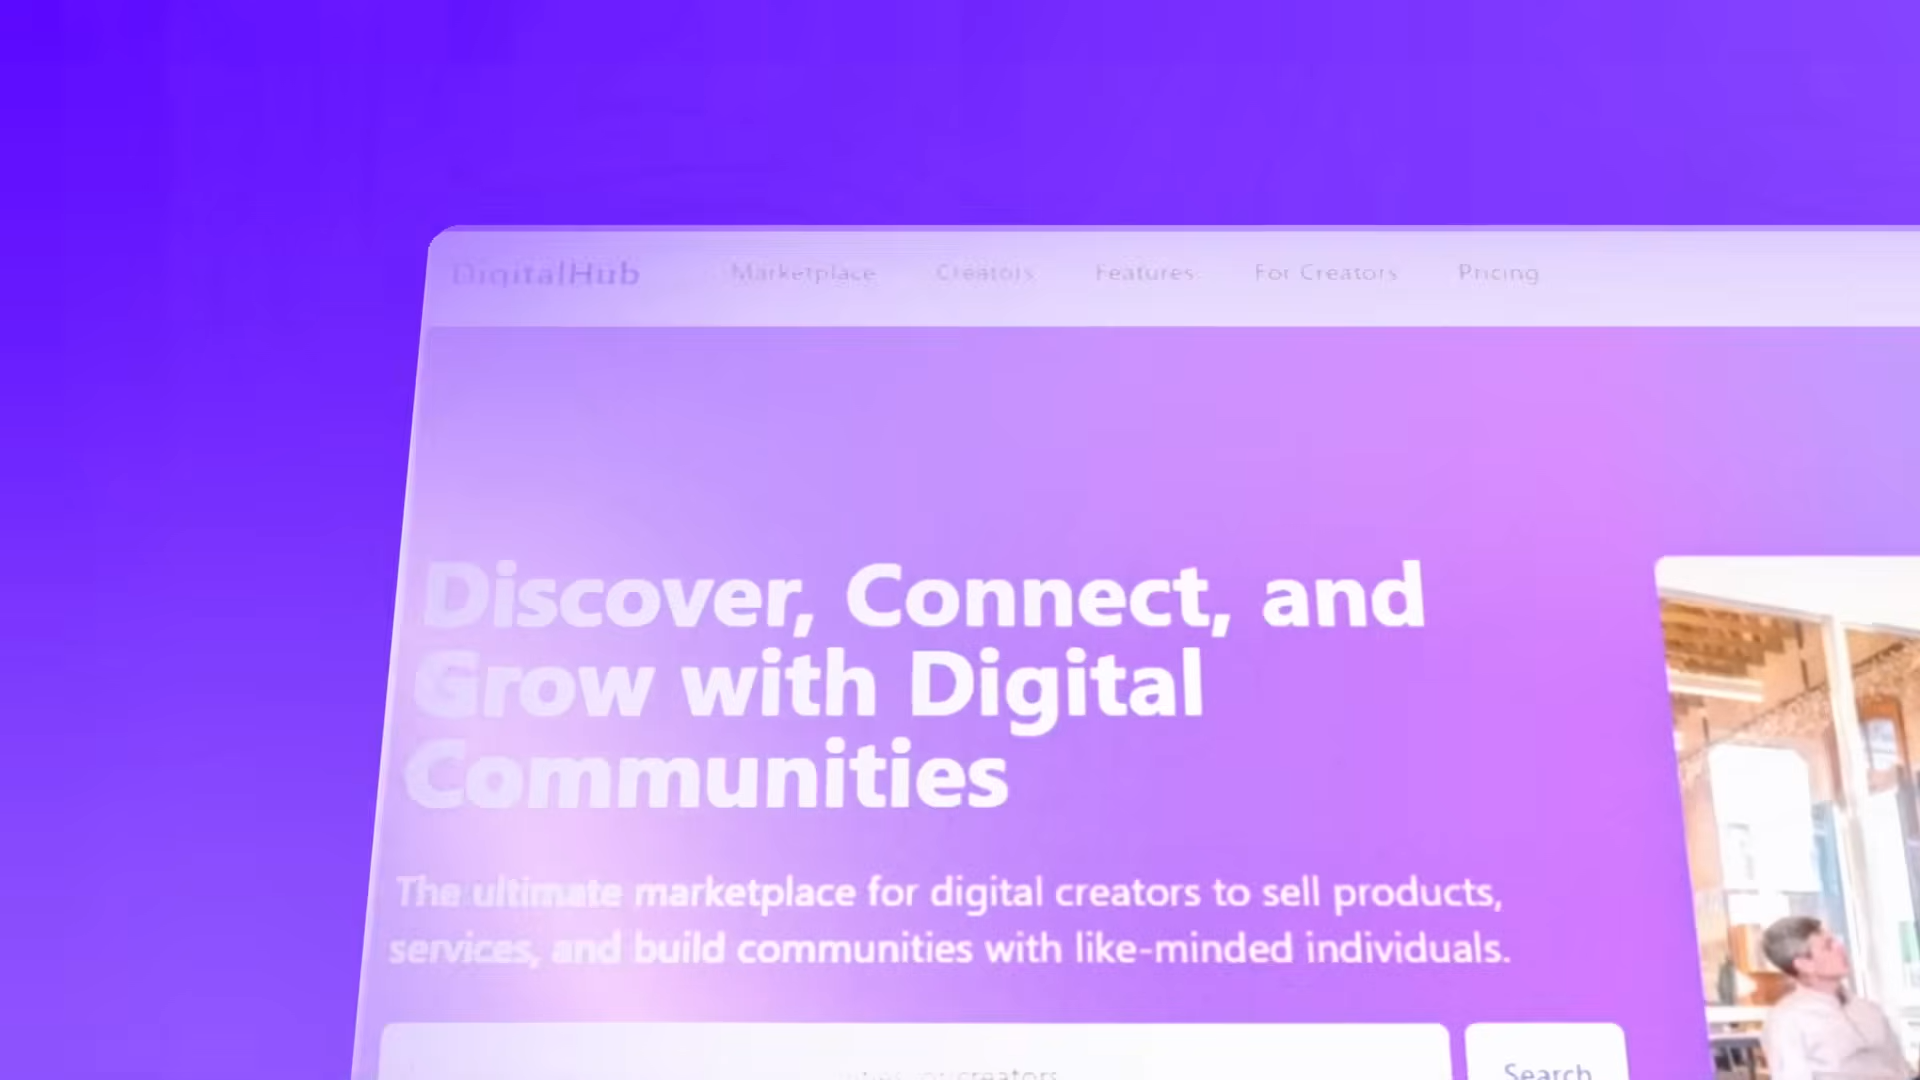 DigitalHub Marketplace Creators Features For Creators Pricing
Discover, Connect, and
Grow with Digital
Communities
The ultimate marketplace for digital creators to sell products,
services, and build communities with like-minded individuals.
creators Search